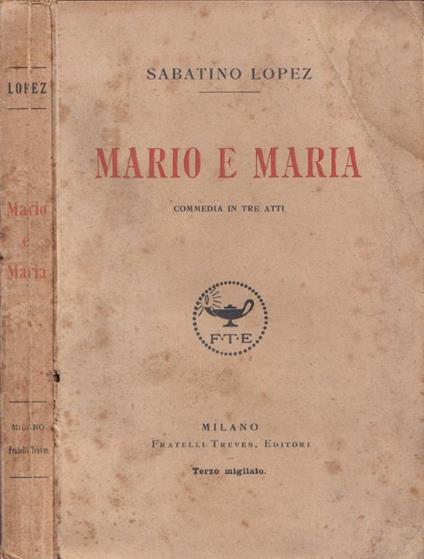 LOPEZ
Mario
e
Maria
MILANO
Fratelli Treves
SABATINO LOPEZ
MARIO E MARIA
COMMEDIA IN TRE ATTI
F·T·E
MILANO
FRATELLI TREVES, EDITORI
Terzo migliaio.